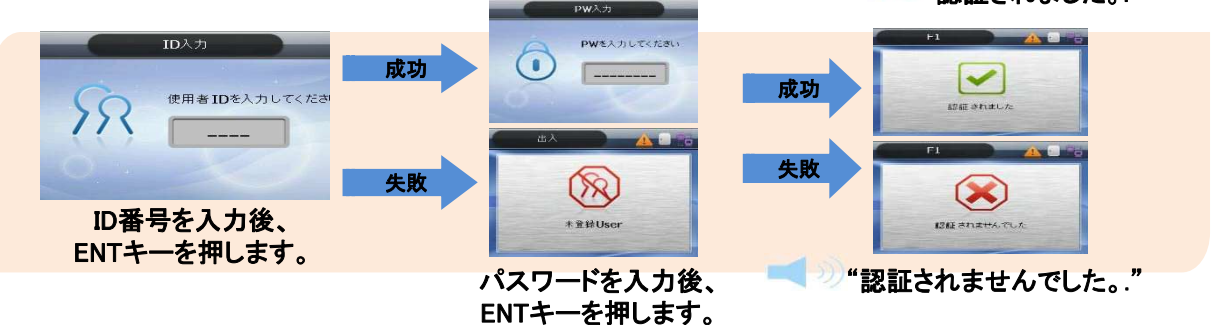 認証されました。."
PW入力
PWを入力してください
--------
ID入力
使用者IDを入力してくださ
----
成功
失敗
出入
未登録User
成功
失敗
F1
認証されました
F1
認証されませんでした
ID番号を入力後、
ENTキーを押します。
パスワードを入力後、
ENTキーを押します。
“認証されませんでした。.”